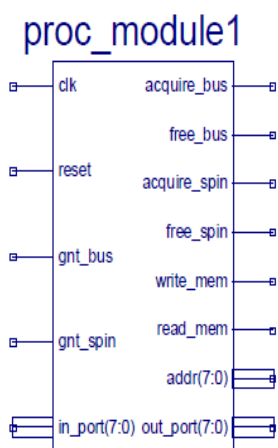 proc_module1
clk acquire_bus
free_bus
reset acquire_spin
free_spin
gnt_bus
write_mem
read_mem
gnt_spin
addr(7:0)
in_port(7:0) out_port(7:0)